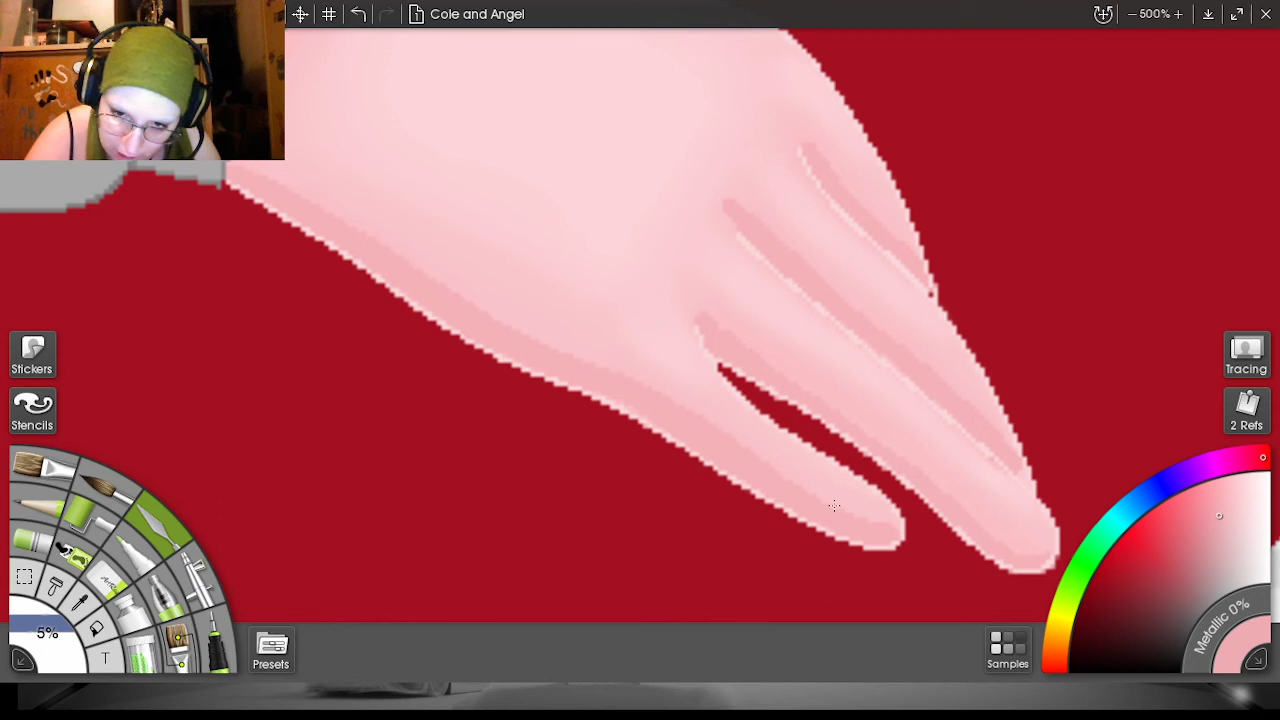 Cole and Angel
500%
Stickers
Stencils
Tracing
2 Refs
5%
T
Presets
Samples
Metallic 0%